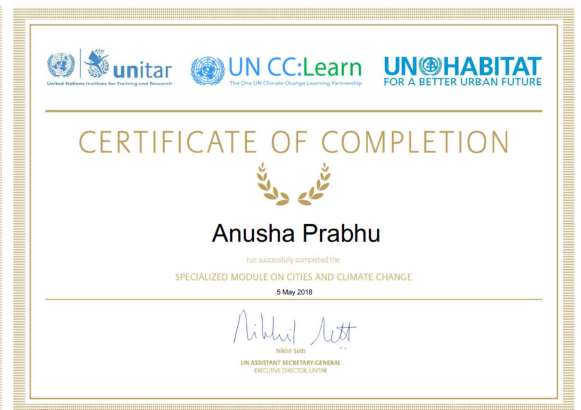 unitar
United Nations Institute for Training and Research
UN CC:Learn
The One UN Climate Change Learning Partnership
UN HABITAT
FOR A BETTER URBAN FUTURE
CERTIFICATE OF COMPLETION
Anusha Prabhu
has successfully completed the
SPECIALIZED MODULE ON CITIES AND CLIMATE CHANGE
5 May 2018
Nikhil Seth
Nikhil Seth
UN ASSISTANT SECRETARY-GENERAL
EXECUTIVE DIRECTOR, UNITAR